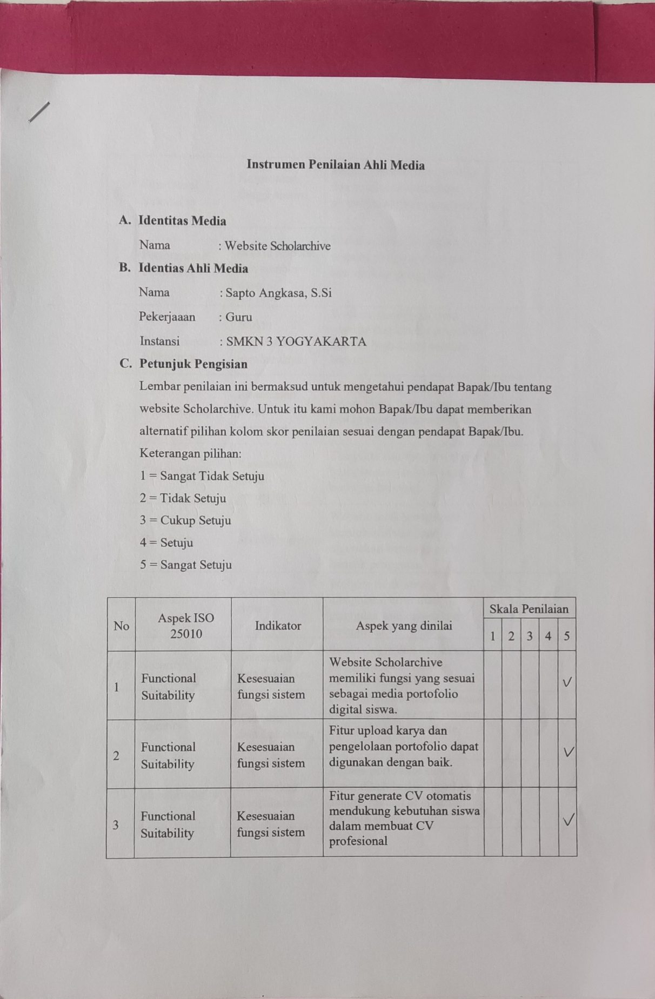 Instrumen Penilaian Ahli Media
A. Identitas Media
Nama : Website Scholarchive
B. Identias Ahli Media
Nama : Sapto Angkasa, S.Si
Pekerjaaan : Guru
Instansi : SMKN 3 YOGYAKARTA
C. Petunjuk Pengisian
Lembar penilaian ini bermaksud untuk mengetahui pendapat Bapak/Ibu tentang
website Scholarchive. Untuk itu kami mohon Bapak/Ibu dapat memberikan
alternatif pilihan kolom skor penilaian sesuai dengan pendapat Bapak/Ibu.
Keterangan pilihan:
1 = Sangat Tidak Setuju
2 = Tidak Setuju
3 = Cukup Setuju
4 = Setuju
5 = Sangat Setuju
No
Aspek ISO
25010
Indikator
Aspek yang dinilai
Skala Penilaian
1 2 3 4 5
1
Functional
Suitability
Kesesuaian
fungsi sistem
Website Scholarchive
memiliki fungsi yang sesuai
sebagai media portofolio
digital siswa.
✓
2
Functional
Suitability
Kesesuaian
fungsi sistem
Fitur upload karya dan
pengelolaan portofolio dapat
digunakan dengan baik.
✓
3
Functional
Suitability
Kesesuaian
fungsi sistem
Fitur generate CV otomatis
mendukung kebutuhan siswa
dalam membuat CV
profesional
✓